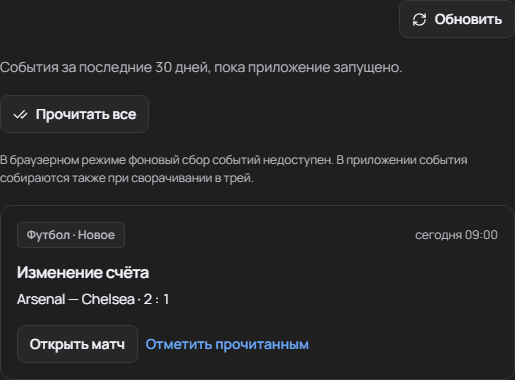 Обновить
События за последние 30 дней, пока приложение запущено.
Прочитать все
В браузерном режиме фоновый сбор событий недоступен. В приложении события
собираются также при сворачивании в трей.
Футбол · Новое
сегодня 09:00
Изменение счёта
Arsenal — Chelsea · 2 : 1
Открыть матч
Отметить прочитанным